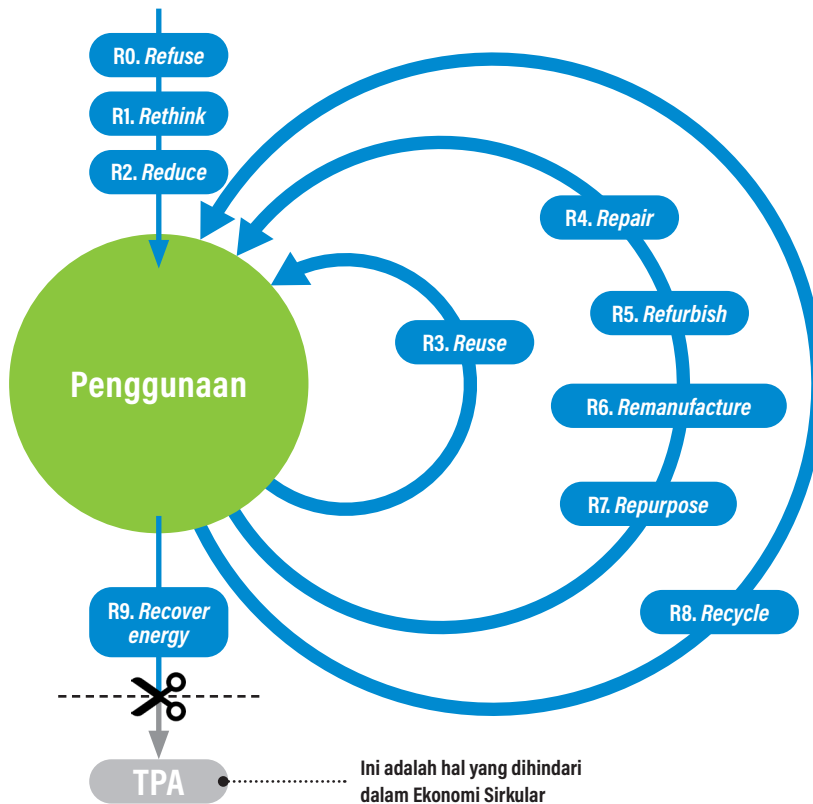 R0. Refuse
R1. Rethink
R2. Reduce
R4. Repair
R5. Refurbish
R3. Reuse
Penggunaan
R6. Remanufacture
R7. Repurpose
R9. Recover
energy
R8. Recycle
TPA
Ini adalah hal yang dihindari
dalam Ekonomi Sirkular